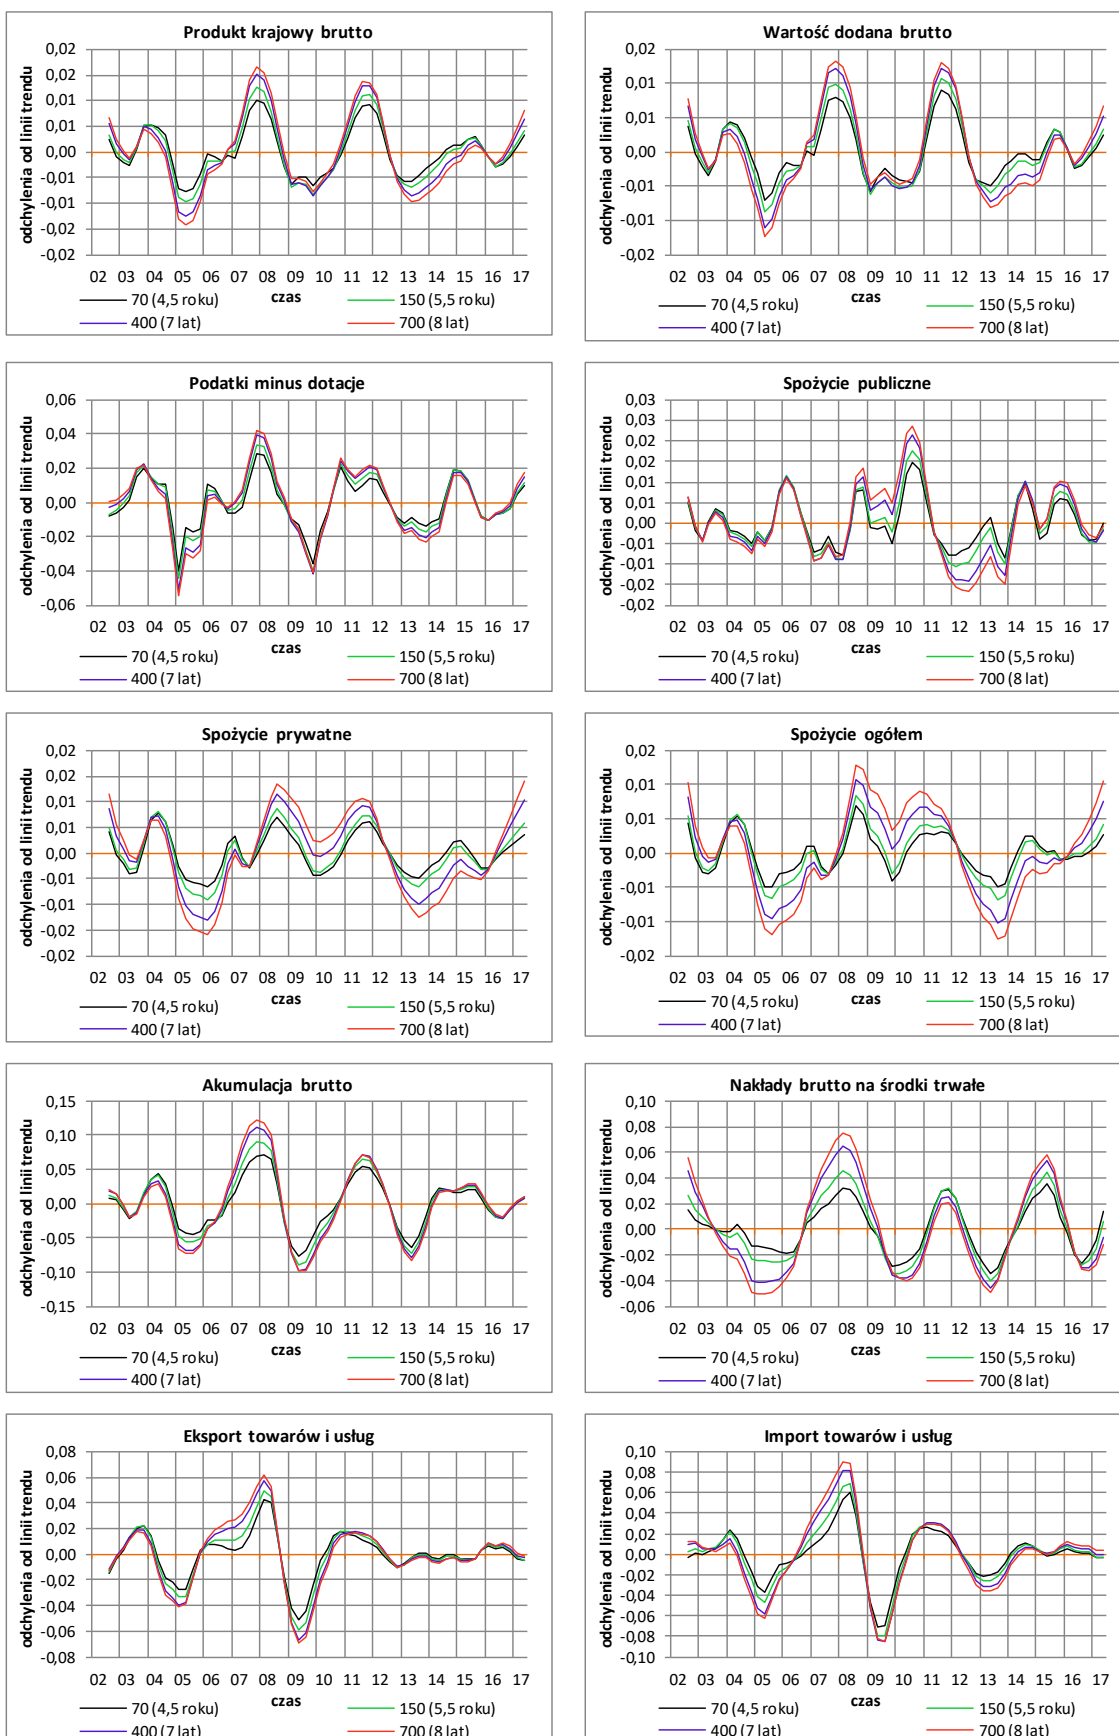 Produkt krajowy brutto
0,02
0,02
0,01
0,01
0,00
-0,01
-0,01
-0,02
odchylenia od linii trendu
02 03 04 05 06 07 08 09 10 11 12 13 14 15 16 17
czas
70 (4,5 roku)
150 (5,5 roku)
400 (7 lat)
700 (8 lat)
Wartość dodana brutto
0,02
0,01
0,01
0,00
-0,01
-0,01
-0,02
odchylenia od linii trendu
02 03 04 05 06 07 08 09 10 11 12 13 14 15 16 17
czas
70 (4,5 roku)
150 (5,5 roku)
400 (7 lat)
700 (8 lat)
Podatki minus dotacje
0,06
0,04
0,02
0,00
-0,02
-0,04
-0,06
odchylenia od linii trendu
02 03 04 05 06 07 08 09 10 11 12 13 14 15 16 17
czas
70 (4,5 roku)
150 (5,5 roku)
400 (7 lat)
700 (8 lat)
Spożycie publiczne
0,03
0,03
0,02
0,02
0,01
0,01
0,00
-0,01
-0,01
-0,02
-0,02
odchylenia od linii trendu
02 03 04 05 06 07 08 09 10 11 12 13 14 15 16 17
czas
70 (4,5 roku)
150 (5,5 roku)
400 (7 lat)
700 (8 lat)
Spożycie prywatne
0,02
0,02
0,01
0,01
0,00
-0,01
-0,01
-0,02
-0,02
odchylenia od linii trendu
02 03 04 05 06 07 08 09 10 11 12 13 14 15 16 17
czas
70 (4,5 roku)
150 (5,5 roku)
400 (7 lat)
700 (8 lat)
Spożycie ogółem
0,02
0,01
0,01
0,00
-0,01
-0,01
-0,02
odchylenia od linii trendu
02 03 04 05 06 07 08 09 10 11 12 13 14 15 16 17
czas
70 (4,5 roku)
150 (5,5 roku)
400 (7 lat)
700 (8 lat)
Akumulacja brutto
0,15
0,10
0,05
0,00
-0,05
-0,10
-0,15
odchylenia od linii trendu
02 03 04 05 06 07 08 09 10 11 12 13 14 15 16 17
czas
70 (4,5 roku)
150 (5,5 roku)
400 (7 lat)
700 (8 lat)
Nakłady brutto na środki trwałe
0,10
0,08
0,06
0,04
0,02
0,00
-0,02
-0,04
-0,06
odchylenia od linii trendu
02 03 04 05 06 07 08 09 10 11 12 13 14 15 16 17
czas
70 (4,5 roku)
150 (5,5 roku)
400 (7 lat)
700 (8 lat)
Eksport towarów i usług
0,08
0,06
0,04
0,02
0,00
-0,02
-0,04
-0,06
-0,08
odchylenia od linii trendu
02 03 04 05 06 07 08 09 10 11 12 13 14 15 16 17
czas
70 (4,5 roku)
150 (5,5 roku)
400 (7 lat)
700 (8 lat)
Import towarów i usług
0,10
0,08
0,06
0,04
0,02
0,00
-0,02
-0,04
-0,06
-0,08
-0,10
odchylenia od linii trendu
02 03 04 05 06 07 08 09 10 11 12 13 14 15 16 17
czas
70 (4,5 roku)
150 (5,5 roku)
400 (7 lat)
700 (8 lat)